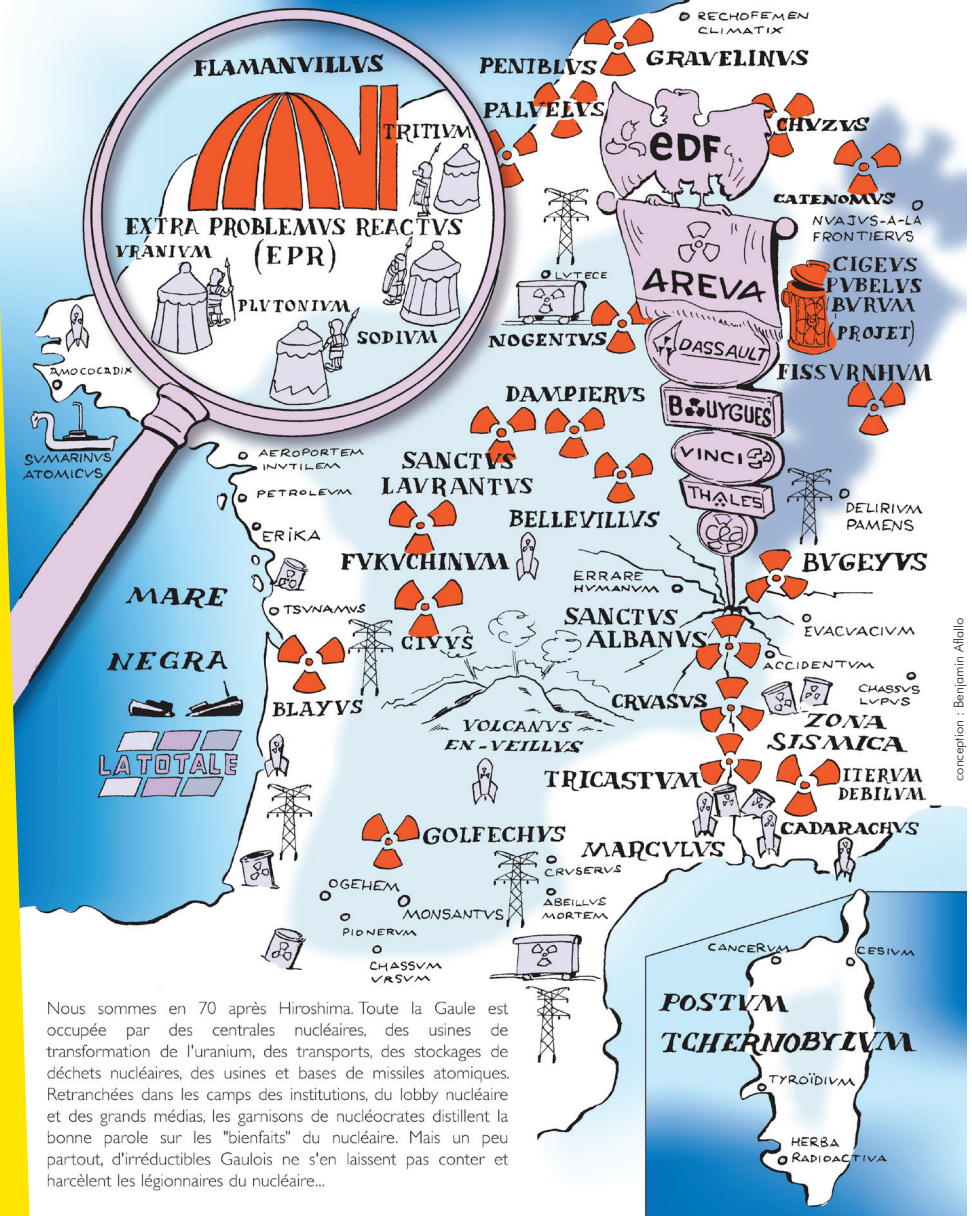 RECHOFEMEN
CLIMATIX
FLAMANVILLVS
PENIBLVS
GRAVELINVS
PALVELVS
TRITIVM
CHVZVS
eDF
CATENOMVS
NVAJVS-A-LA
FRONTIERVS
EXTRA PROBLEMVS REACTVS
(EPR)
VRANIVM
PLVTONIVM
SODIVM
LVTECE
AREVA
CIGEVS
PVBELVS
BVRVM
(PROJET)
NOGENTVS
DASSAULT
AMOCOCADIX
FISSVRNHVM
DAMPIERVS
BOUYGUES
SVMARINVS
ATOMICVS
AEROPORTEM
INVTILEM
SANCTVS
LAVRANTVS
VINCI
PETROLEVM
THALES
BELLEVILLVS
DELIRIVM
PAMENS
ERIKA
cea
FVKVCHINVM
BVGEYVS
ERRARE
HVMANVM
MARE
NEGRA
TSVNAMVS
CIVVS
SANCTVS
ALBANVS
EVACVACIVM
ACCIDENTVM
BLAYVS
CRVASVS
CHASSVS
LVPVS
VOLCANVS
EN-VEILLVS
ZONA
SISMICA
LA TOTALE
TRICASTVM
ITERVM
DEBILVM
GOLFECHVS
MARCVLVS
CADARACHVS
CRVSERVS
OGEHEM
MONSANTVS
ABEILLVS
MORTEM
PIONERVM
CHASSVM
VRSVM
CANCERVM
CESIVM
POSTVM
TCHERNOBYLVM
TYROÏDIVM
HERBA
RADIOACTIVA
Nous sommes en 70 après Hiroshima. Toute la Gaule est
occupée par des centrales nucléaires, des usines de
transformation de l'uranium, des transports, des stockages de
déchets nucléaires, des usines et bases de missiles atomiques.
Retranchées dans les camps des institutions, du lobby nucléaire
et des grands médias, les garnisons de nucléocrates distillent la
bonne parole sur les "bienfaits" du nucléaire. Mais un peu
partout, d'irréductibles Gaulois ne s'en laissent pas conter et
harcèlent les légionnaires du nucléaire...
conception : Benjamin Aflallo